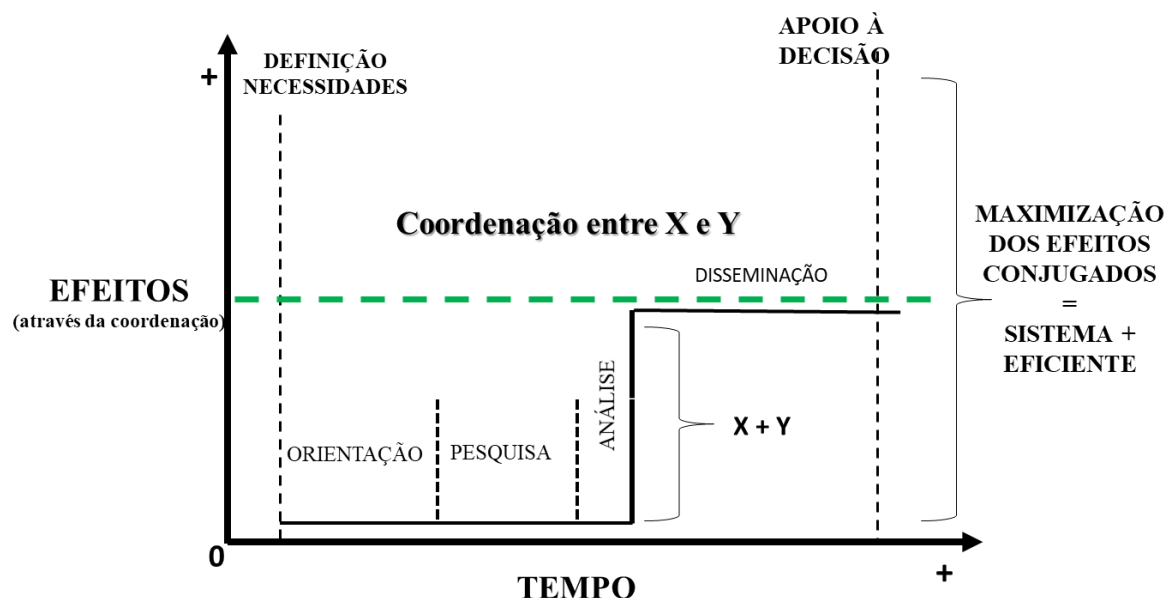 APOIO À
DECISÃO
DEFINIÇÃO
NECESSIDADES
+
Coordenação entre X e Y
MAXIMIZAÇÃO
DOS EFEITOS
CONJUGADOS
=
SISTEMA +
EFICIENTE
DISSEMINAÇÃO
EFEITOS
(através da coordenação)
ORIENTAÇÃO
PESQUISA
ANÁLISE
X + Y
0
TEMPO
+